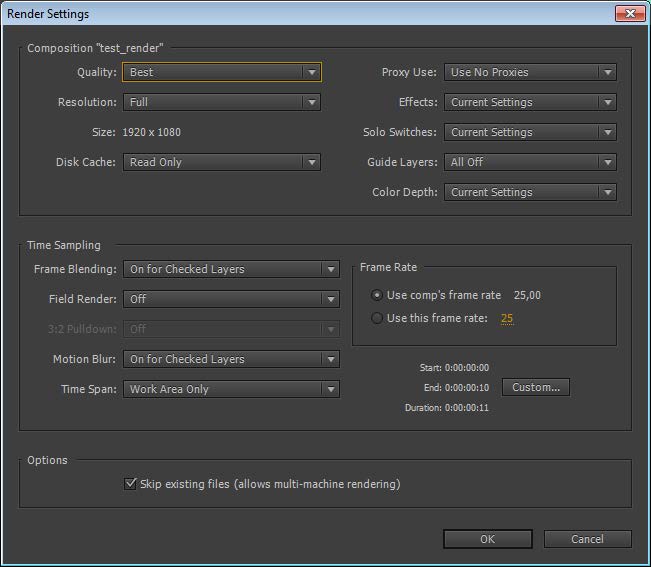 Render Settings
Composition "test_render"
Quality: Best
Proxy Use: Use No Proxies
Resolution: Full
Effects: Current Settings
Size: 1920 x 1080
Solo Switches: Current Settings
Disk Cache: Read Only
Guide Layers: All Off
Color Depth: Current Settings
Time Sampling
Frame Blending: On for Checked Layers
Frame Rate
Field Render: Off
Use comp's frame rate 25,00
3:2 Pulldown: Off
Use this frame rate: 25
Motion Blur: On for Checked Layers
Start: 0:00:00:00
Time Span: Work Area Only
End: 0:00:00:10 Custom...
Duration: 0:00:00:11
Options
Skip existing files (allows multi-machine rendering)
OK Cancel